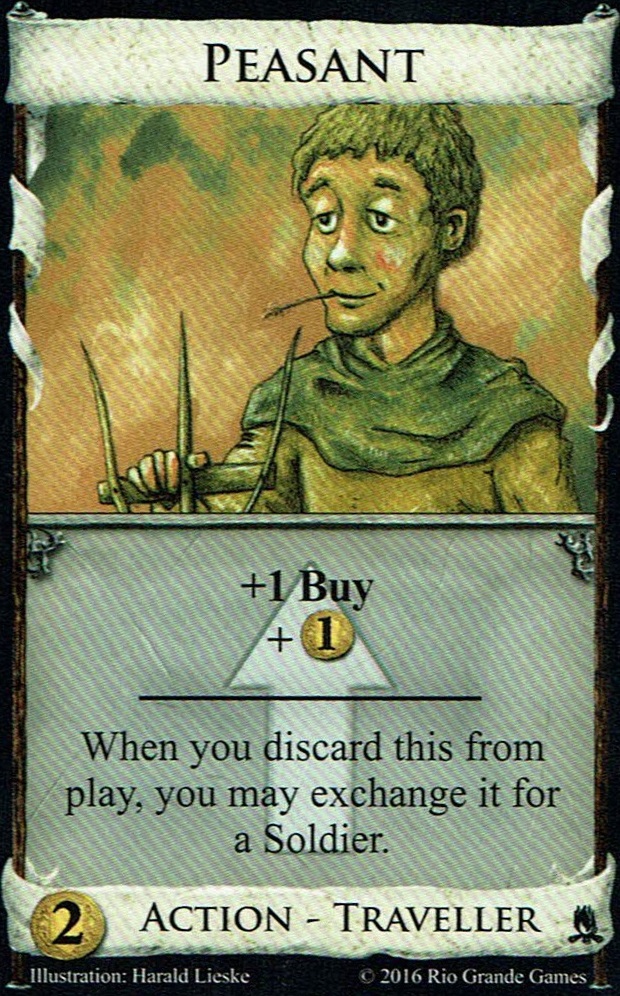 PEASANT
+1 Buy
+ 1
When you discard this from
play, you may exchange it for
a Soldier.
2 ACTION - TRAVELLER
Illustration: Harald Lieske © 2016 Rio Grande Games